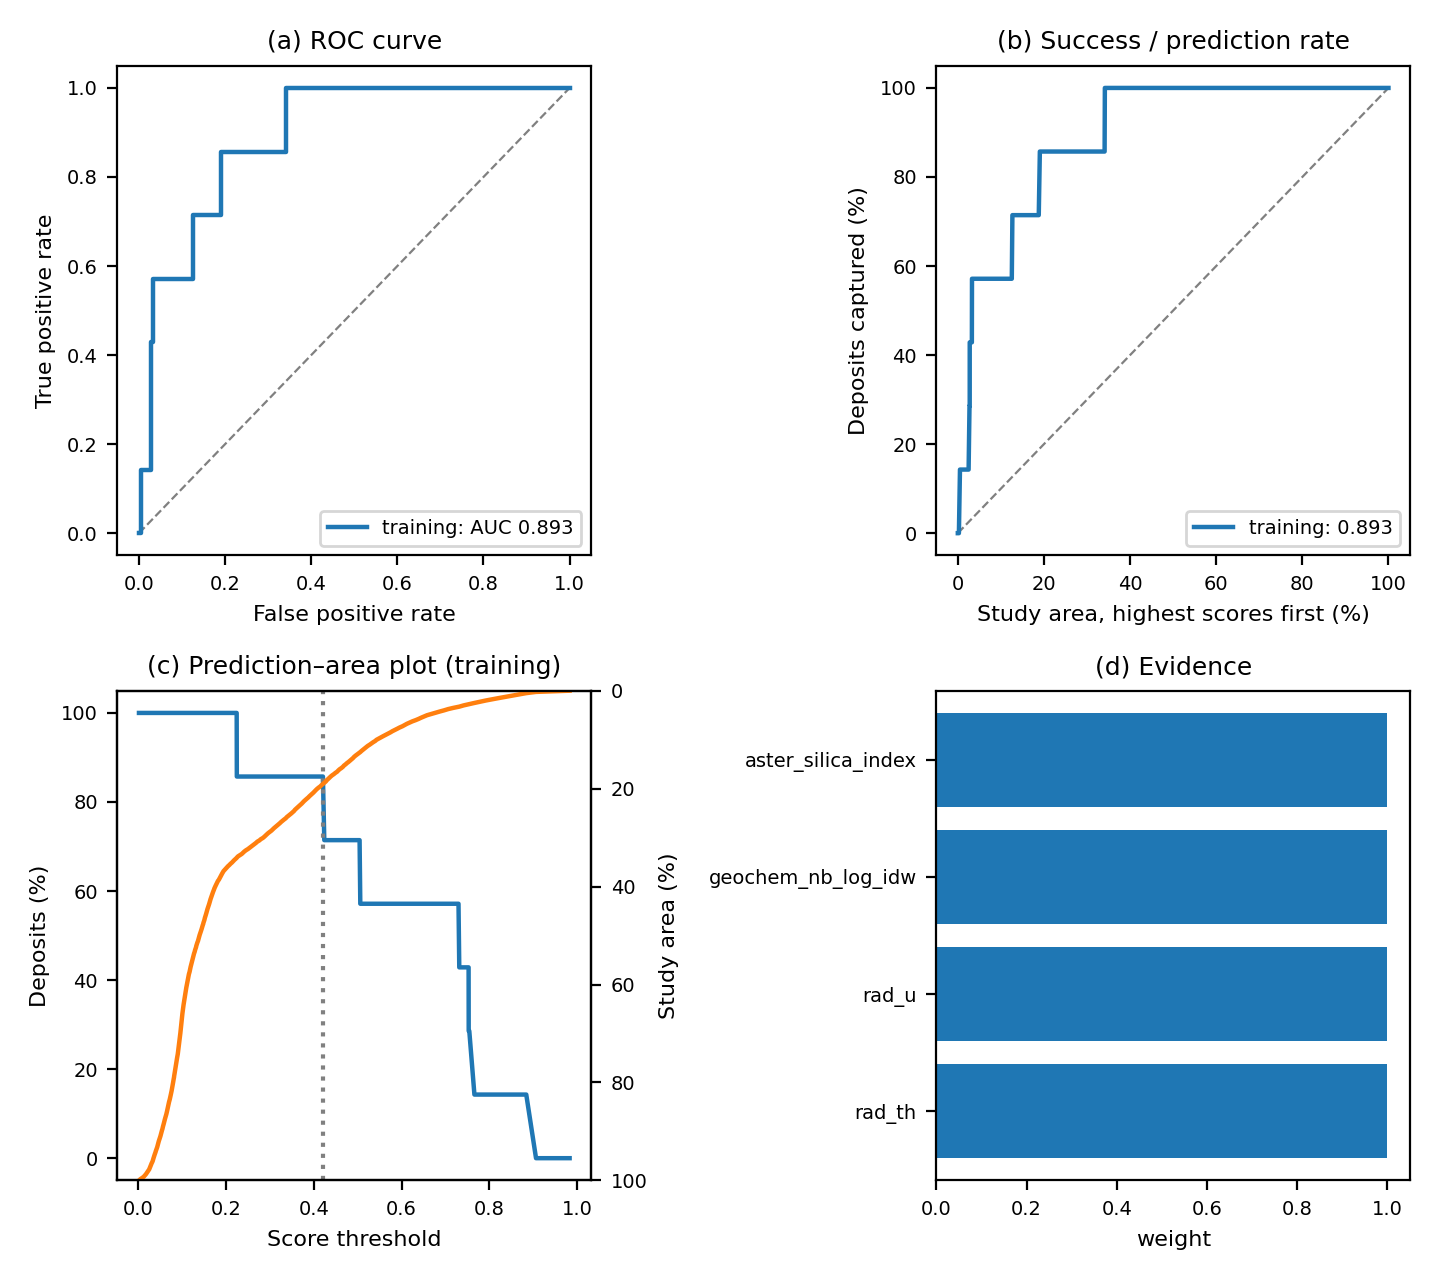 (a) ROC curve
1.0
0.8
0.6
0.4
0.2
0.0
True positive rate
training: AUC 0.893
0.0 0.2 0.4 0.6 0.8 1.0
False positive rate
(b) Success / prediction rate
100
80
60
40
20
0
Deposits captured (%)
training: 0.893
0 20 40 60 80 100
Study area, highest scores first (%)
(c) Prediction–area plot (training)
100
80
60
40
20
0
Deposits (%)
0
20
40
60
80
100
Study area (%)
0.0 0.2 0.4 0.6 0.8 1.0
Score threshold
(d) Evidence
aster_silica_index
geochem_nb_log_idw
rad_u
rad_th
0.0 0.2 0.4 0.6 0.8 1.0
weight